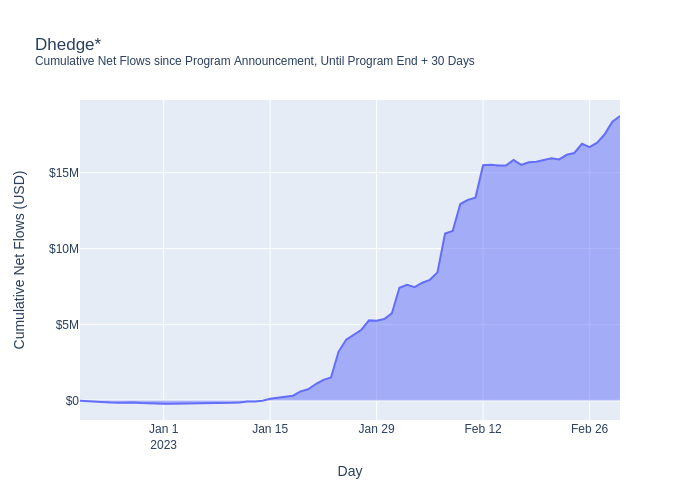 Dhedge*
Cumulative Net Flows since Program Announcement, Until Program End + 30 Days
Cumulative Net Flows (USD)
$15M
$10M
$5M
$0
Jan 1
2023
Jan 15
Jan 29
Feb 12
Feb 26
Day